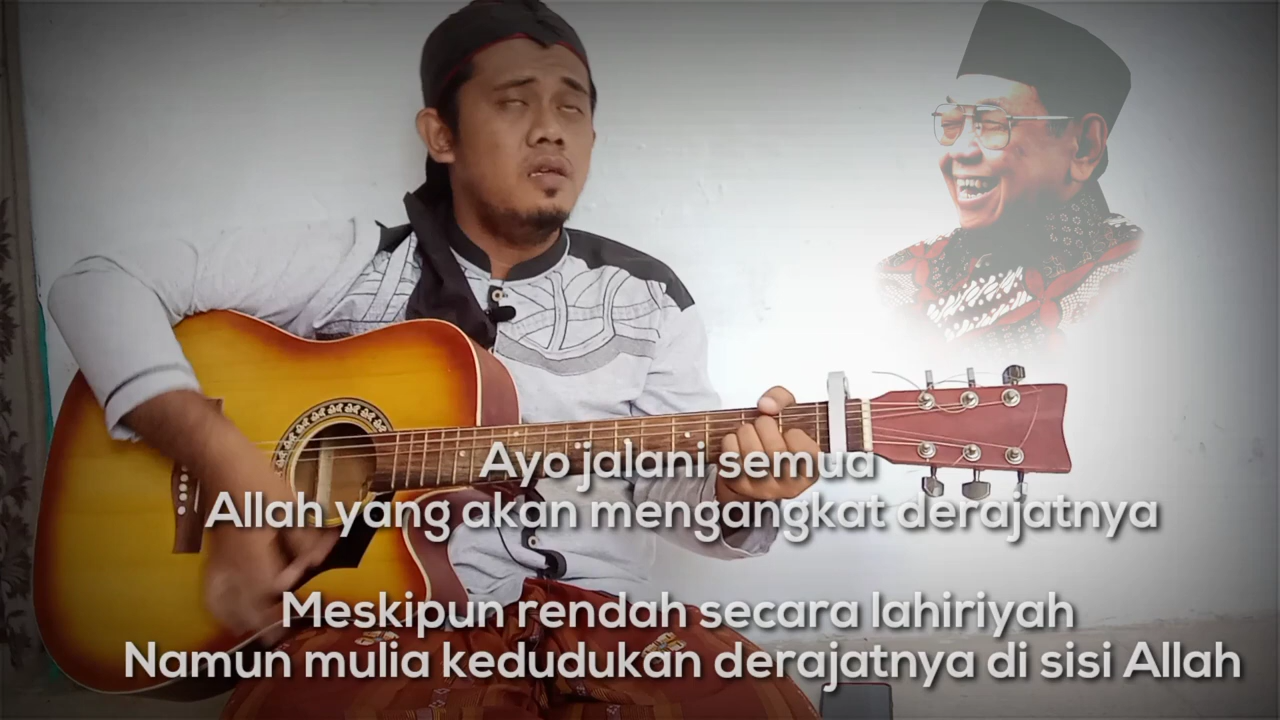 Ayo jalani semua
Allah yang akan mengangkat derajatnya
Meskipun rendah secara lahiriyah
Namun mulia kedudukan derajatnya di sisi Allah